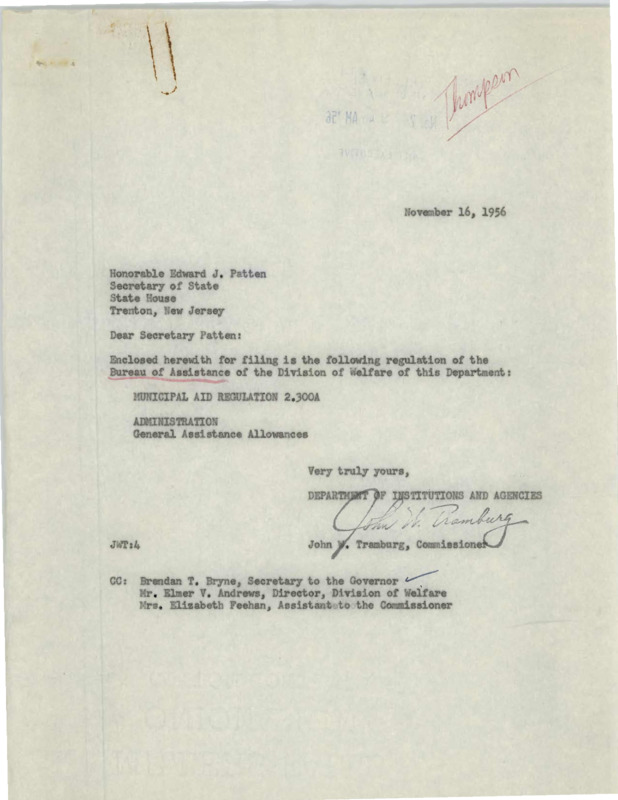 Thompson
AM '56
November 16, 1956
Honorable Edward J. Patten
Secretary of State
State House
Trenton, New Jersey
Dear Secretary Patten:
Enclosed herewith for filing is the following regulation of the
Bureau of Assistance of the Division of Welfare of this Department:
MUNICIPAL AID REGULATION 2.300A
ADMINISTRATION
General Assistance Allowances
Very truly yours,
DEPARTMENT OF INSTITUTIONS AND AGENCIES
John W. Tramburg
JWT:4 John W. Tramburg, Commissioner
CC: Brendan T. Bryne, Secretary to the Governor
Mr. Elmer V. Andrews, Director, Division of Welfare
Mrs. Elizabeth Feehan, Assistant to the Commissioner